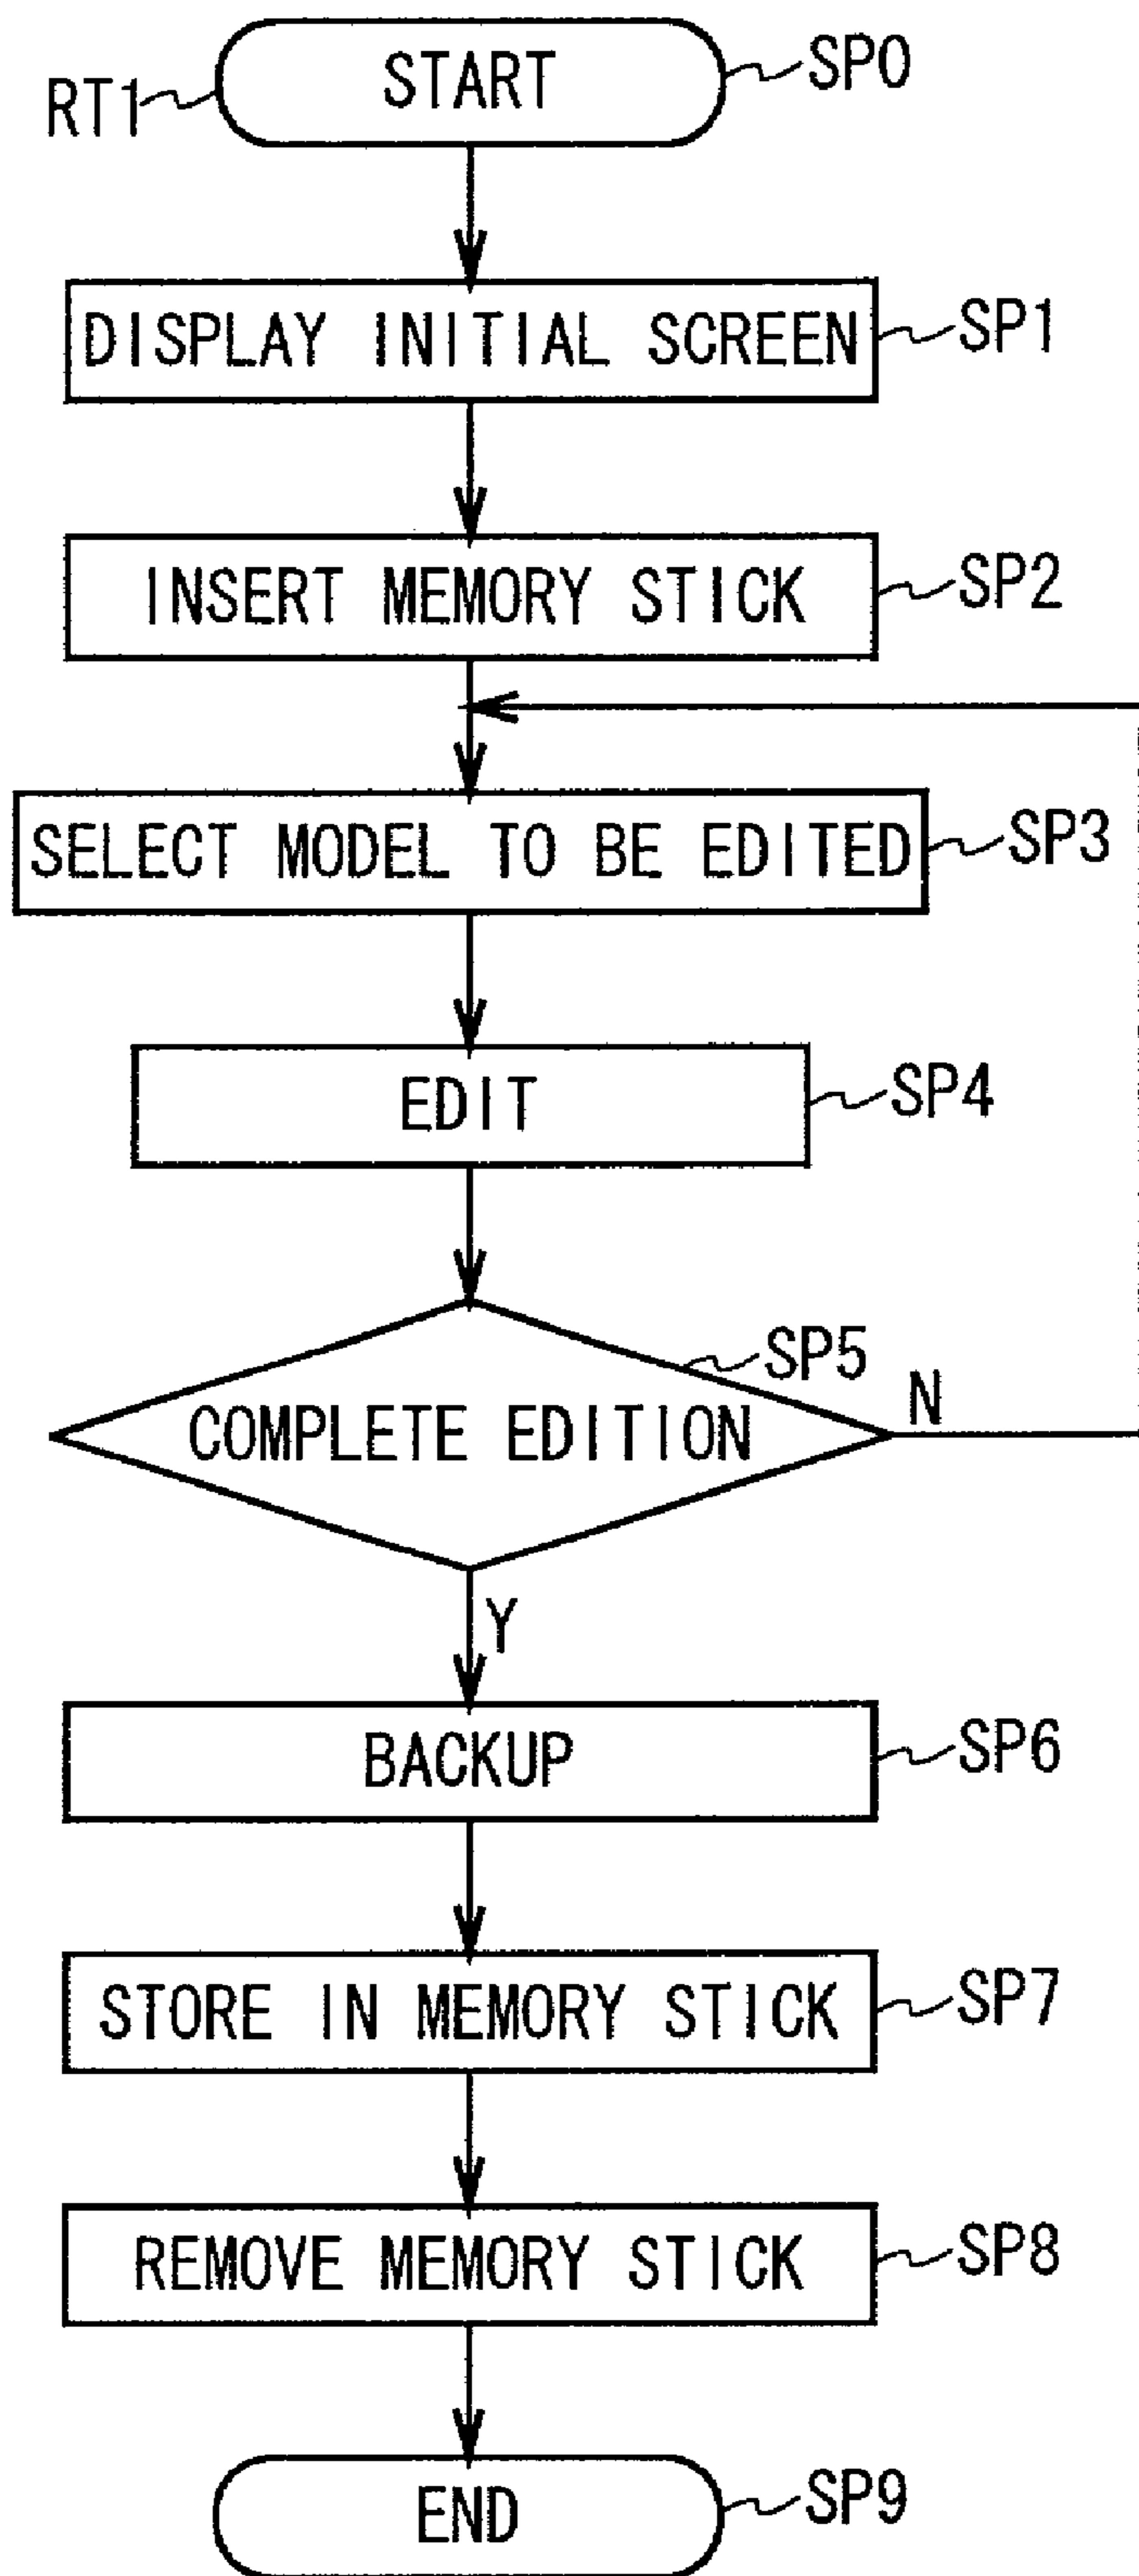 START
SP0
RT1
DISPLAY INITIAL SCREEN
SP1
INSERT MEMORY STICK
SP2
SELECT MODEL TO BE EDITED
SP3
EDIT
SP4
SP5
COMPLETE EDITION
N
Y
BACKUP
SP6
STORE IN MEMORY STICK
SP7
REMOVE MEMORY STICK
SP8
END
SP9